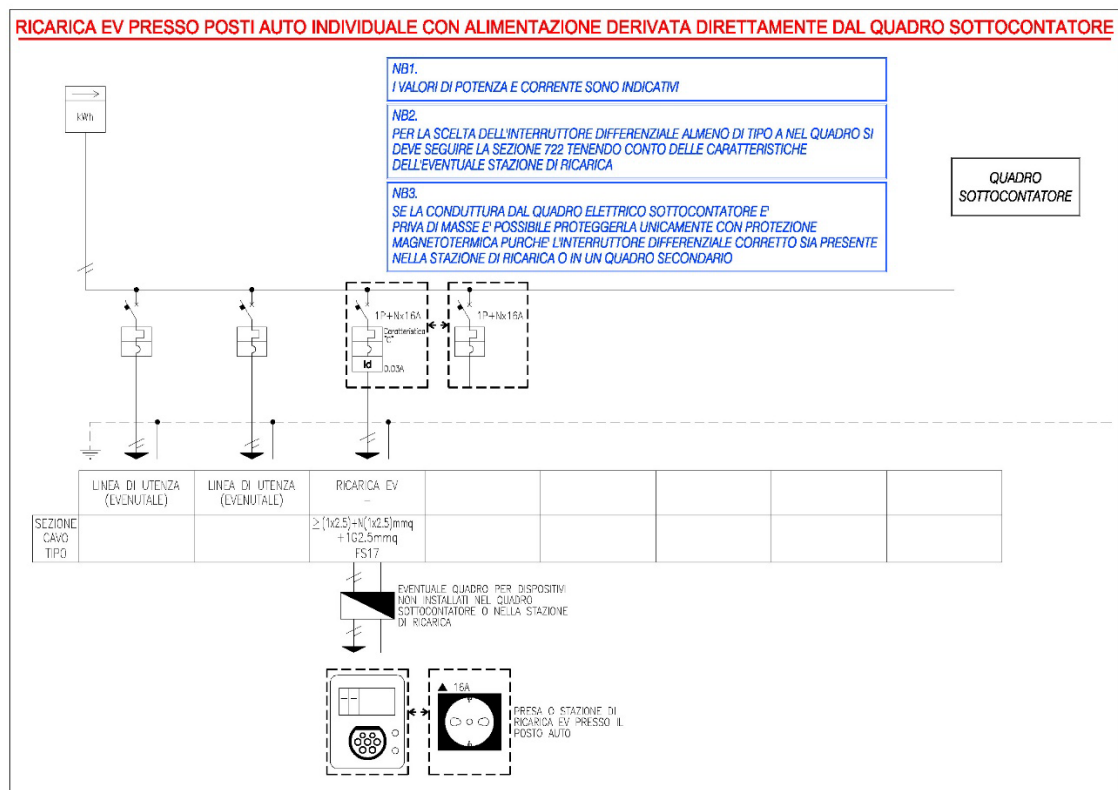 RICARICA EV PRESSO POSTI AUTO INDIVIDUALE CON ALIMENTAZIONE DERIVATA DIRETTAMENTE DAL QUADRO SOTTOCONTATORE
NB1.
I VALORI DI POTENZA E CORRENTE SONO INDICATIVI
kWh
NB2.
PER LA SCELTA DELL'INTERRUTTORE DIFFERENZIALE ALMENO DI TIPO A NEL QUADRO SI
DEVE SEGUIRE LA SEZIONE 722 TENENDO CONTO DELLE CARATTERISTICHE
DELL'EVENTUALE STAZIONE DI RICARICA
QUADRO
SOTTOCONTATORE
NB3.
SE LA CONDUTTURA DAL QUADRO ELETTRICO SOTTOCONTATORE E'
PRIVA DI MASSE E' POSSIBILE PROTEGGERLA UNICAMENTE CON PROTEZIONE
MAGNETOTERMICA PURCHE' L'INTERRUTTORE DIFFERENZIALE CORRETTO SIA PRESENTE
NELLA STAZIONE DI RICARICA O IN UN QUADRO SECONDARIO
1P+Nx16A
1P+Nx16A
Caratteristica
"C"
Id
0.03A
LINEA DI UTENZA
(EVENUTALE)
LINEA DI UTENZA
(EVENUTALE)
RICARICA EV
–
SEZIONE
CAVO
TIPO
≥(1x2.5)+N(1x2.5)mmq
+1G2.5mmq
FS17
EVENTUALE QUADRO PER DISPOSITIVI
NON INSTALLATI NEL QUADRO
SOTTOCONTATORE O NELLA STAZIONE
DI RICARICA
16A
PRESA O STAZIONE DI
RICARICA EV PRESSO IL
POSTO AUTO